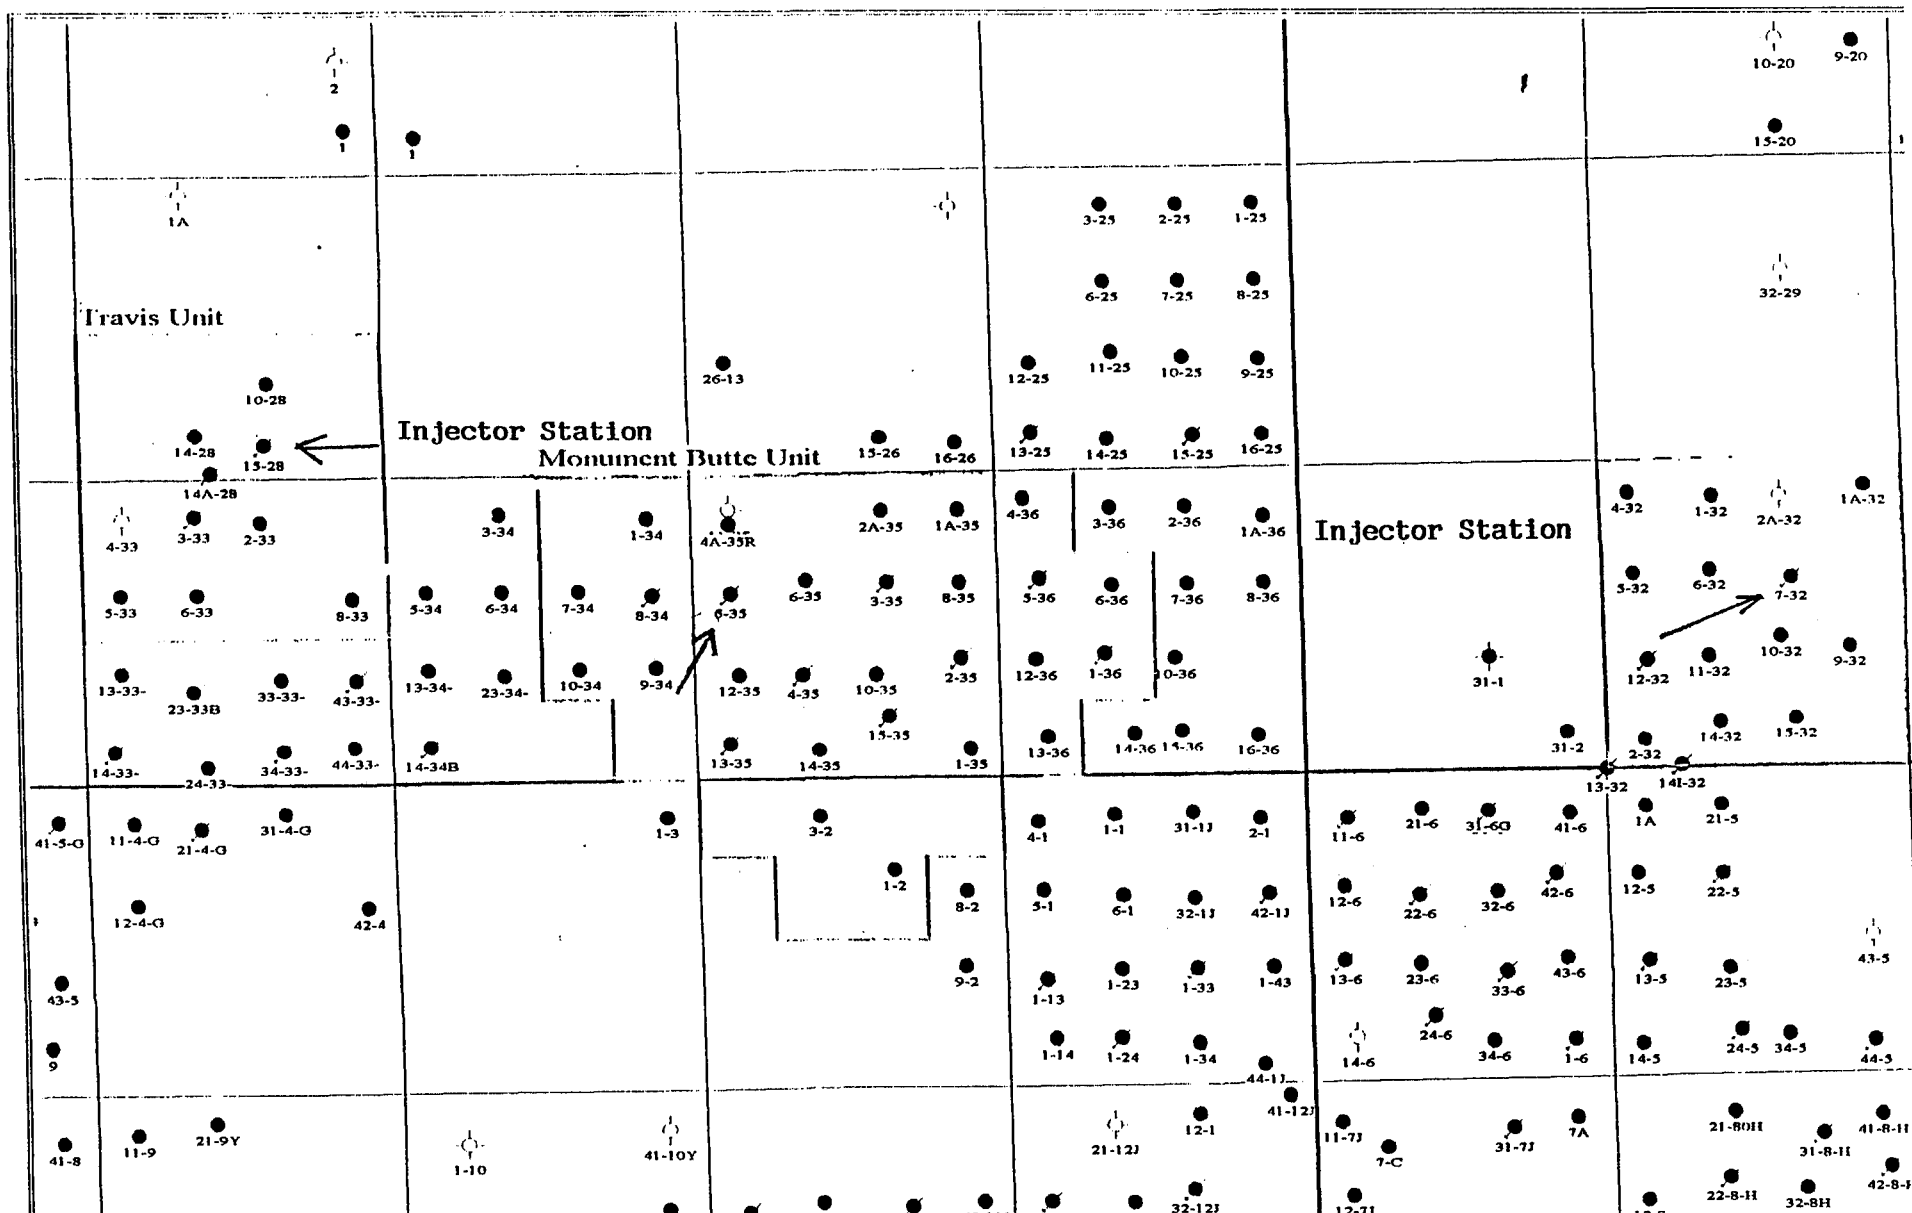 10-20 9-20
2
1 1 15-20
1A
3-25 2-25 1-25
6-25 7-25 8-25 32-29
Travis Unit
26-13 12-25 11-25 10-25 9-25
10-28
Injector Station
14-28 15-28 15-26 16-26 13-25 14-25 15-25 16-25
Monument Butte Unit
14A-28
4-33 3-33 2-33 3-34 1-34 4A-35R 2A-35 1A-35 4-36 3-36 2-36 1A-36 4-32 1-32 2A-32 1A-32
Injector Station
5-33 6-33 8-33 5-34 6-34 7-34 8-34 6-35 3-35 8-35 5-36 6-36 7-36 8-36 5-32 6-32 7-32
13-33- 23-33B 33-33- 43-33- 13-34- 23-34- 10-34 9-34 12-35 4-35 10-35 2-35 12-36 1-36 10-36 31-1 12-32 11-32 10-32 9-32
14-33- 24-33- 34-33- 44-33- 14-34B 13-35 14-35 15-35 1-35 13-36 14-36 15-36 16-36 31-2 2-32 14-32 15-32
13-32 14I-32
41-5-G 11-4-G 21-4-G 31-4-G 1-3 3-2 4-1 1-1 31-1J 2-1 11-6 21-6 31-6G 41-6 1A 21-5
12-4-G 42-4 1-2 8-2 5-1 6-1 32-1J 42-1J 12-6 22-6 32-6 42-6 12-5 22-5
43-5 9-2 1-13 1-23 1-33 1-43 13-6 23-6 33-6 43-6 13-5 23-5 43-5
9 1-14 1-24 1-34 44-1J 14-6 24-6 34-6 1-6 14-5 24-5 34-5 44-5
41-8 11-9 21-9Y 1-10 41-10Y 21-12J 12-1 41-12J 11-7J 7-C 31-7J 7A 21-80H 31-8-H 41-8-H
32-12J 12-7J 22-8-H 32-8H